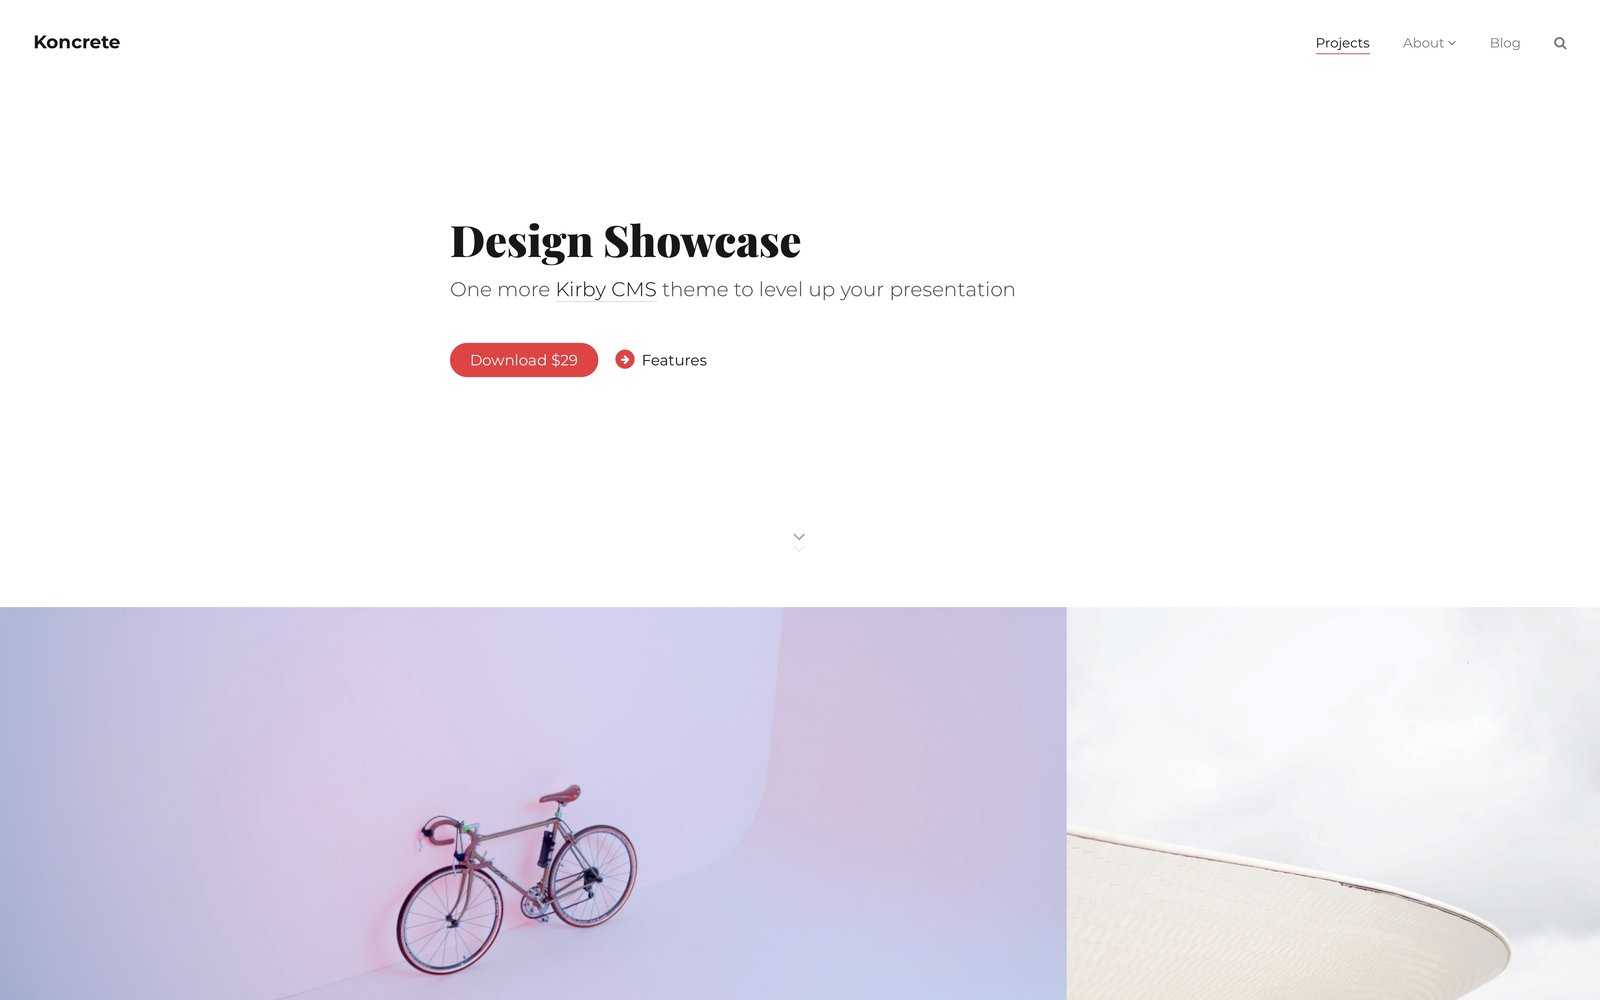 Koncrete
Projects About Blog
Design Showcase
One more Kirby CMS theme to level up your presentation
Download $29 Features